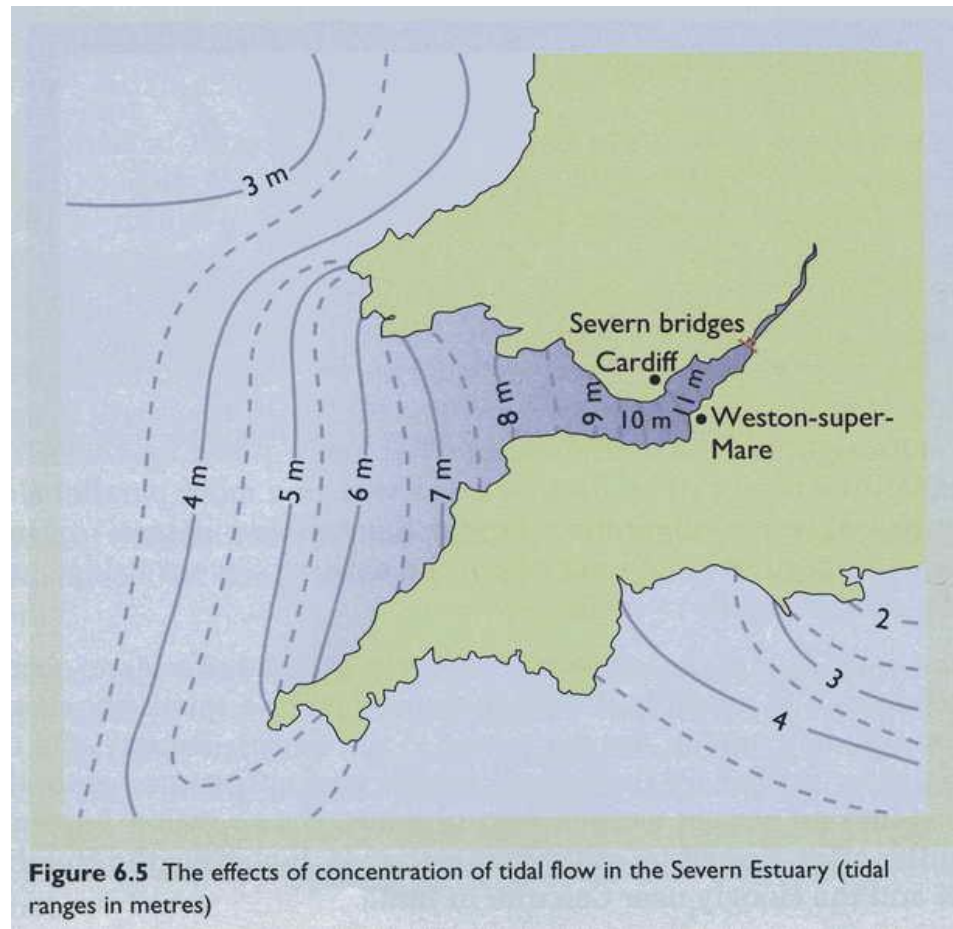 3 m
Severn bridges
Cardiff
8 m
9 m
10 m
11 m
Weston-super-
Mare
4 m
5 m
6 m
7 m
2
3
4
Figure 6.5 The effects of concentration of tidal flow in the Severn Estuary (tidal
ranges in metres)